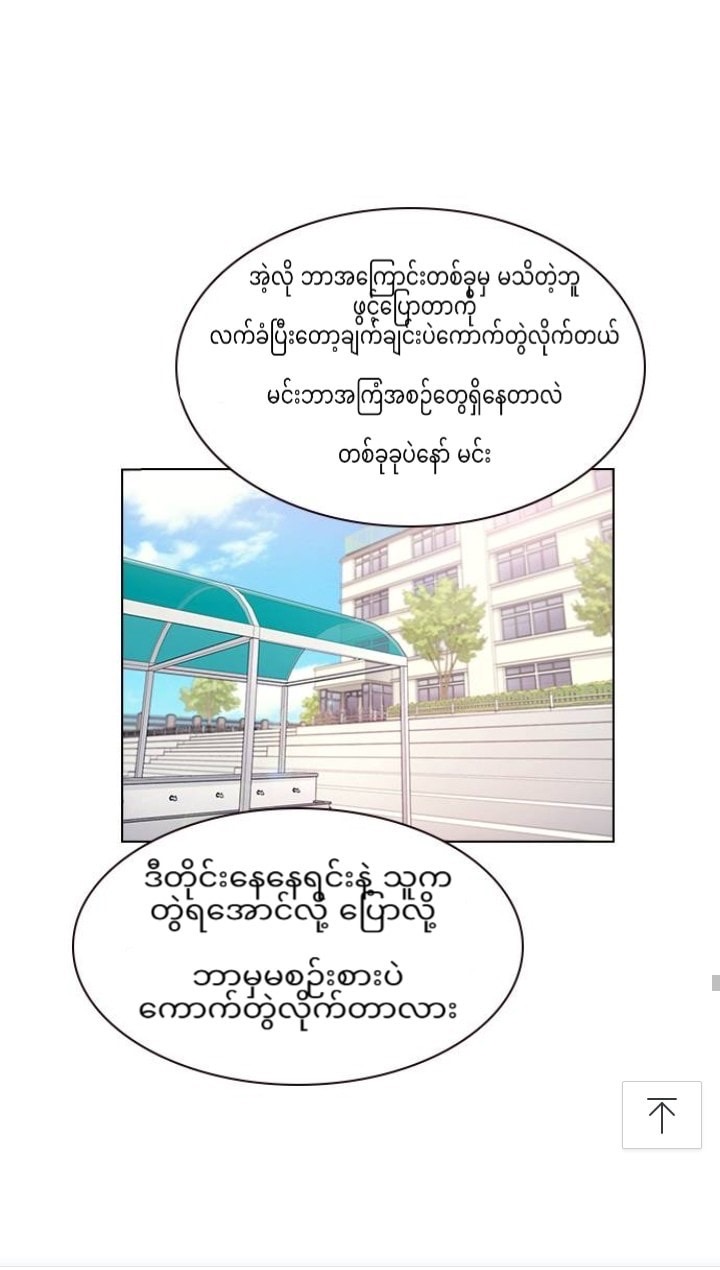 အဲ့လို ဘာအကြောင်းတစ်ခုမှ မသိတဲ့ဘူ
ဖွင့်ပြောတာကို
လက်ခံပြီးတော့ချက်ချင်းပဲကောက်တွဲလိုက်တယ်
မင်းဘာအကြံအစဉ်တွေရှိနေတာလဲ
တစ်ခုခုပဲနော် မင်း
ဒီတိုင်းနေနေရင်းနဲ့ သူက
တွဲရအောင်လို့ ပြောလို့
ဘာမှမစဉ်းစားပဲ
ကောက်တွဲလိုက်တာလား